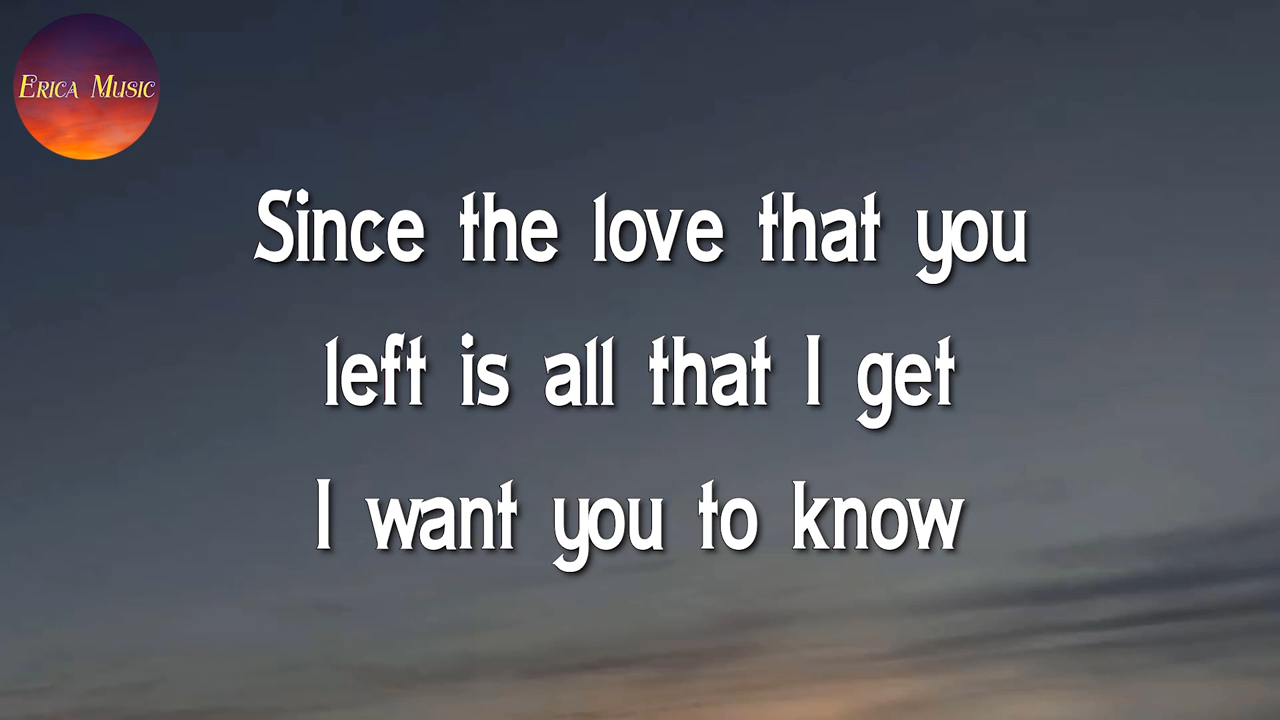 Erica Music
Since the love that you
left is all that I get
I want you to know